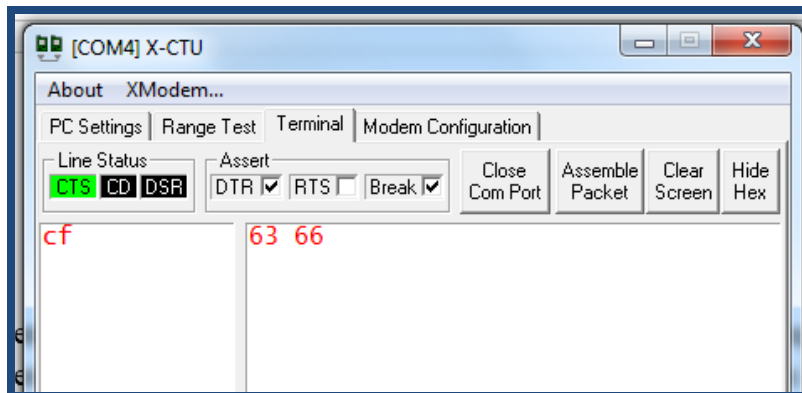 [COM4] X-CTU
About XModem...
PC Settings Range Test Terminal Modem Configuration
Line Status Assert
CTS CD DSR DTR RTS Break Close Com Port Assemble Packet Clear Screen Hide Hex
cf 63 66
e
e